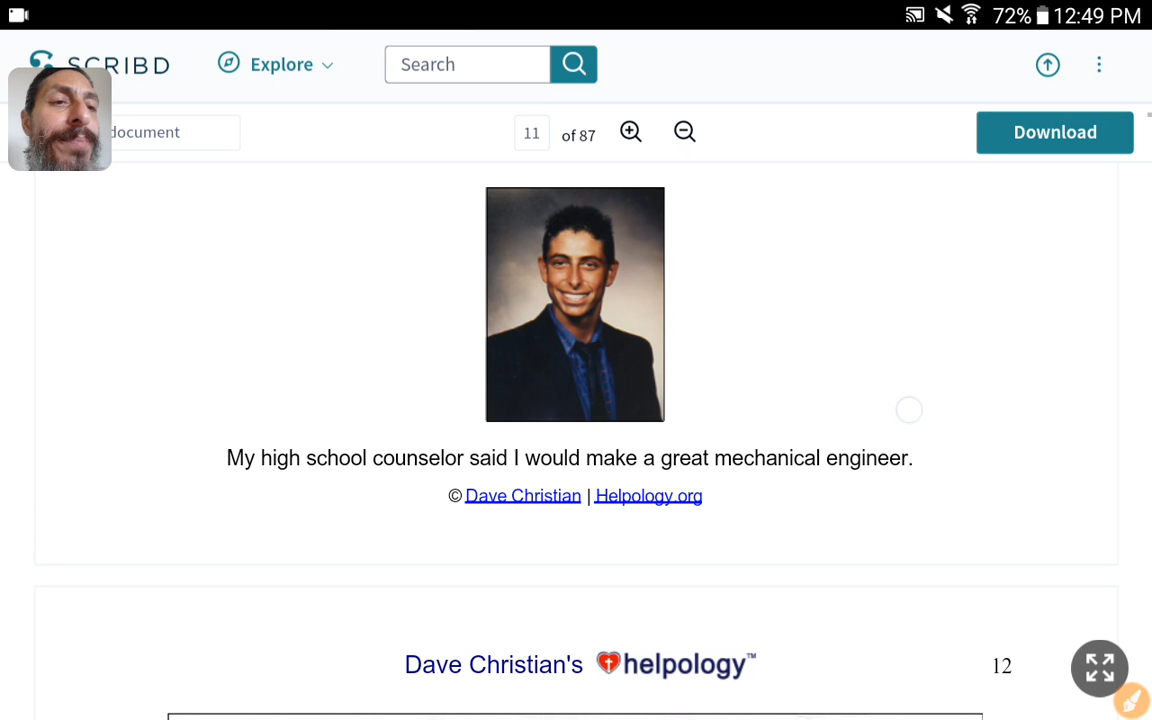 72% 12:49 PM
SCRIBD Explore Search
document 11 of 87 Download
My high school counselor said I would make a great mechanical engineer.
© Dave Christian | Helpology.org
Dave Christian's helpology™ 12